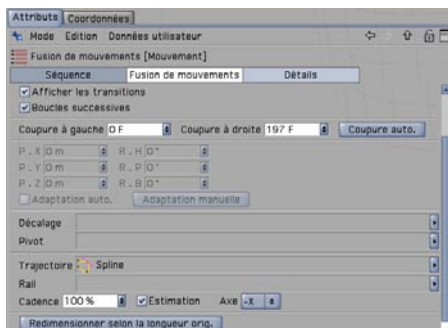 Attributs Coordonnées
Mode Edition Données utilisateur
Fusion de mouvements [Mouvement]
Séquence Fusion de mouvements Détails
Afficher les transitions
Boucles successives
Coupure à gauche 0 F Coupure à droite 197 F Coupure auto.
P . X 0 m R . H 0°
P . Y 0 m R . P 0°
P . Z 0 m R . B 0°
Adaptation auto. Adaptation manuelle
Décalage
Pivot
Trajectoire Spline
Rail
Cadence 100 % Estimation Axe -X
Redimensionner selon la longueur orig.